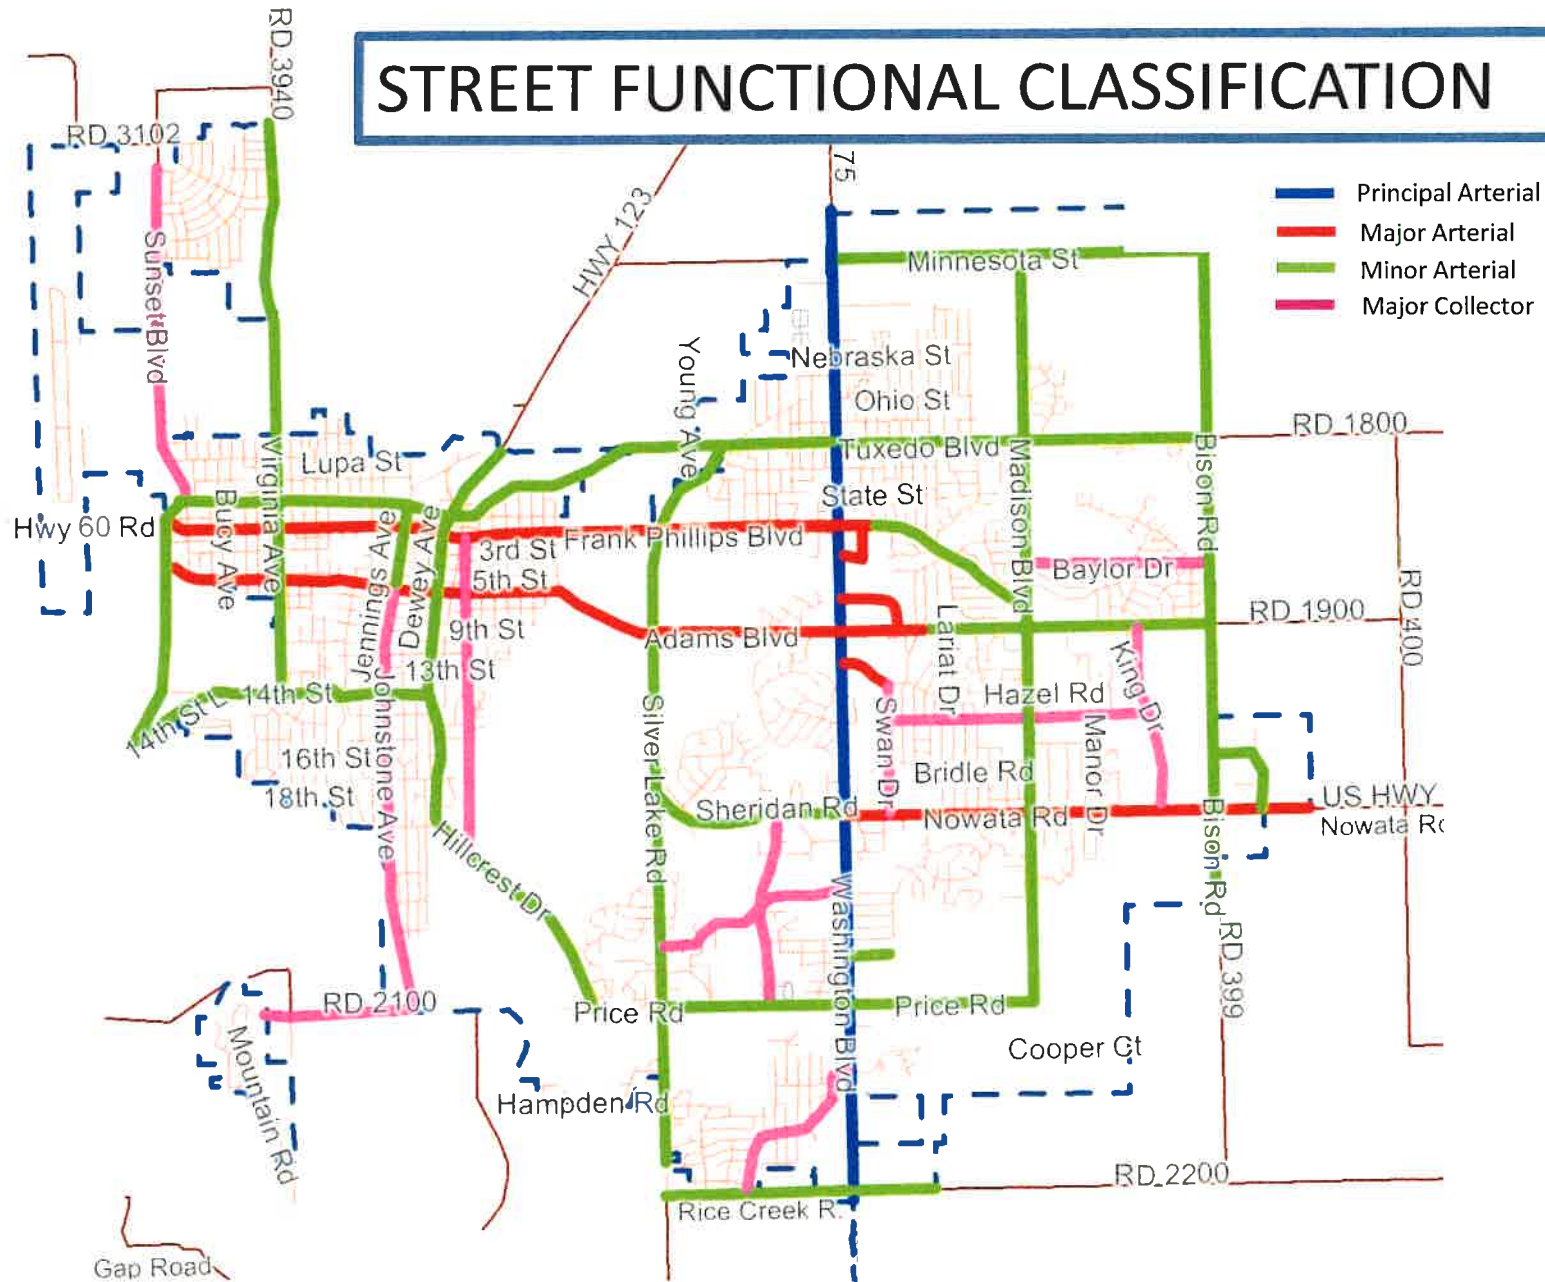 STREET FUNCTIONAL CLASSIFICATION
Principal Arterial
Major Arterial
Minor Arterial
Major Collector
RD 3940
RD 3102
75
HWY 123
Minnesota St
Sunset Blvd
Nebraska St
Young Ave
Ohio St
RD 1800
Tuxedo Blvd
Virginia Ave
Lupa St
Madison Blvd
Bison Rd
State St
Bucy Ave
Hwy 60 Rd
Jennings Ave
Dewey Ave
3rd St
Frank Phillips Blvd
5th St
Baylor Dr
RD 400
RD 1900
9th St
Adams Blvd
Lariat Dr
King Dr
13th St
14th St
14th St L
Johnstone Ave
Silver Lake Rd
Hazel Rd
Swan Dr
Manor Dr
16th St
18th St
Bridle Rd
Sheridan Rd
Nowata Rd
US HWY
Bison Rd
Hillcrest Dr
Washington Blvd
RD 399
RD 2100
Price Rd
Price Rd
Mountain Rd
Cooper Ct
Hampden Rd
RD 2200
Rice Creek R.
Gap Road